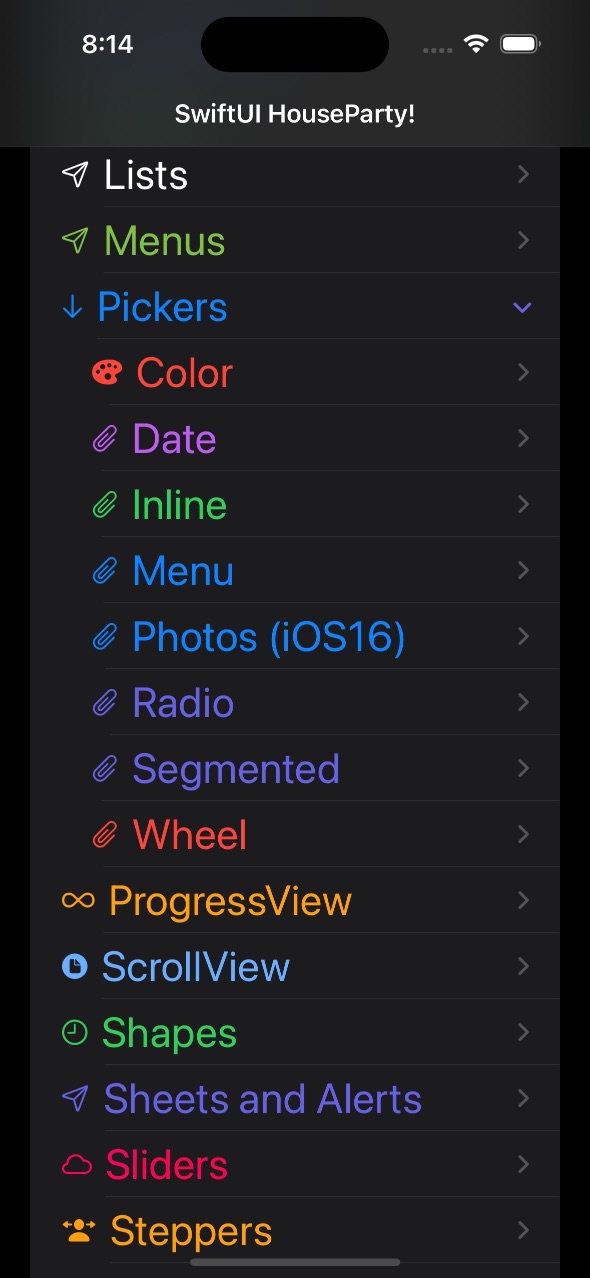 8:14
SwiftUI HouseParty!
Lists
Menus
Pickers
Color
Date
Inline
Menu
Photos (iOS16)
Radio
Segmented
Wheel
ProgressView
ScrollView
Shapes
Sheets and Alerts
Sliders
Steppers